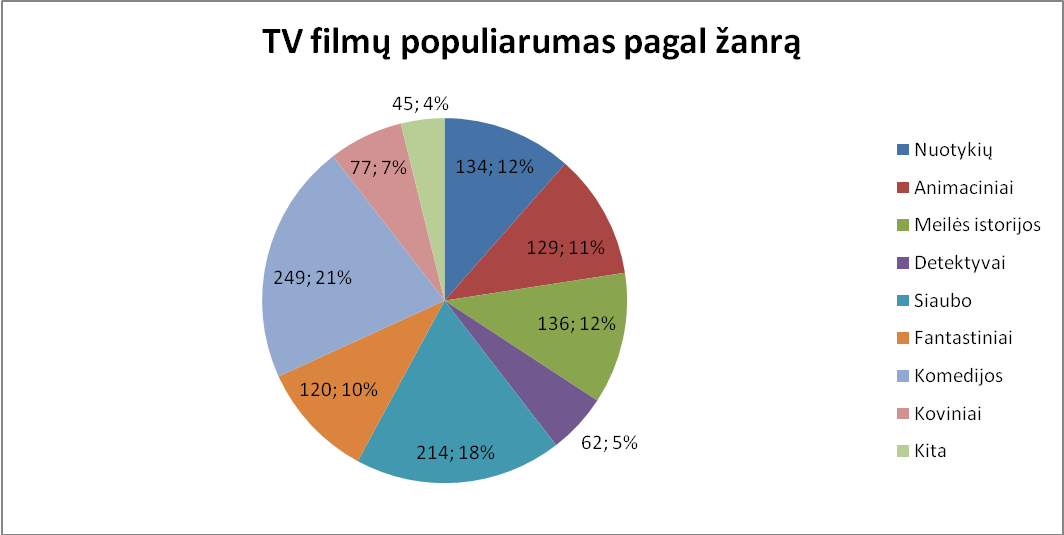 TV filmų populiarumas pagal žanrą
45; 4%
134; 12%
77; 7%
129; 11%
249; 21%
136; 12%
120; 10%
62; 5%
214; 18%
Nuotykių
Animaciniai
Meilės istorijos
Detektyvai
Siaubo
Fantastiniai
Komedijos
Koviniai
Kita